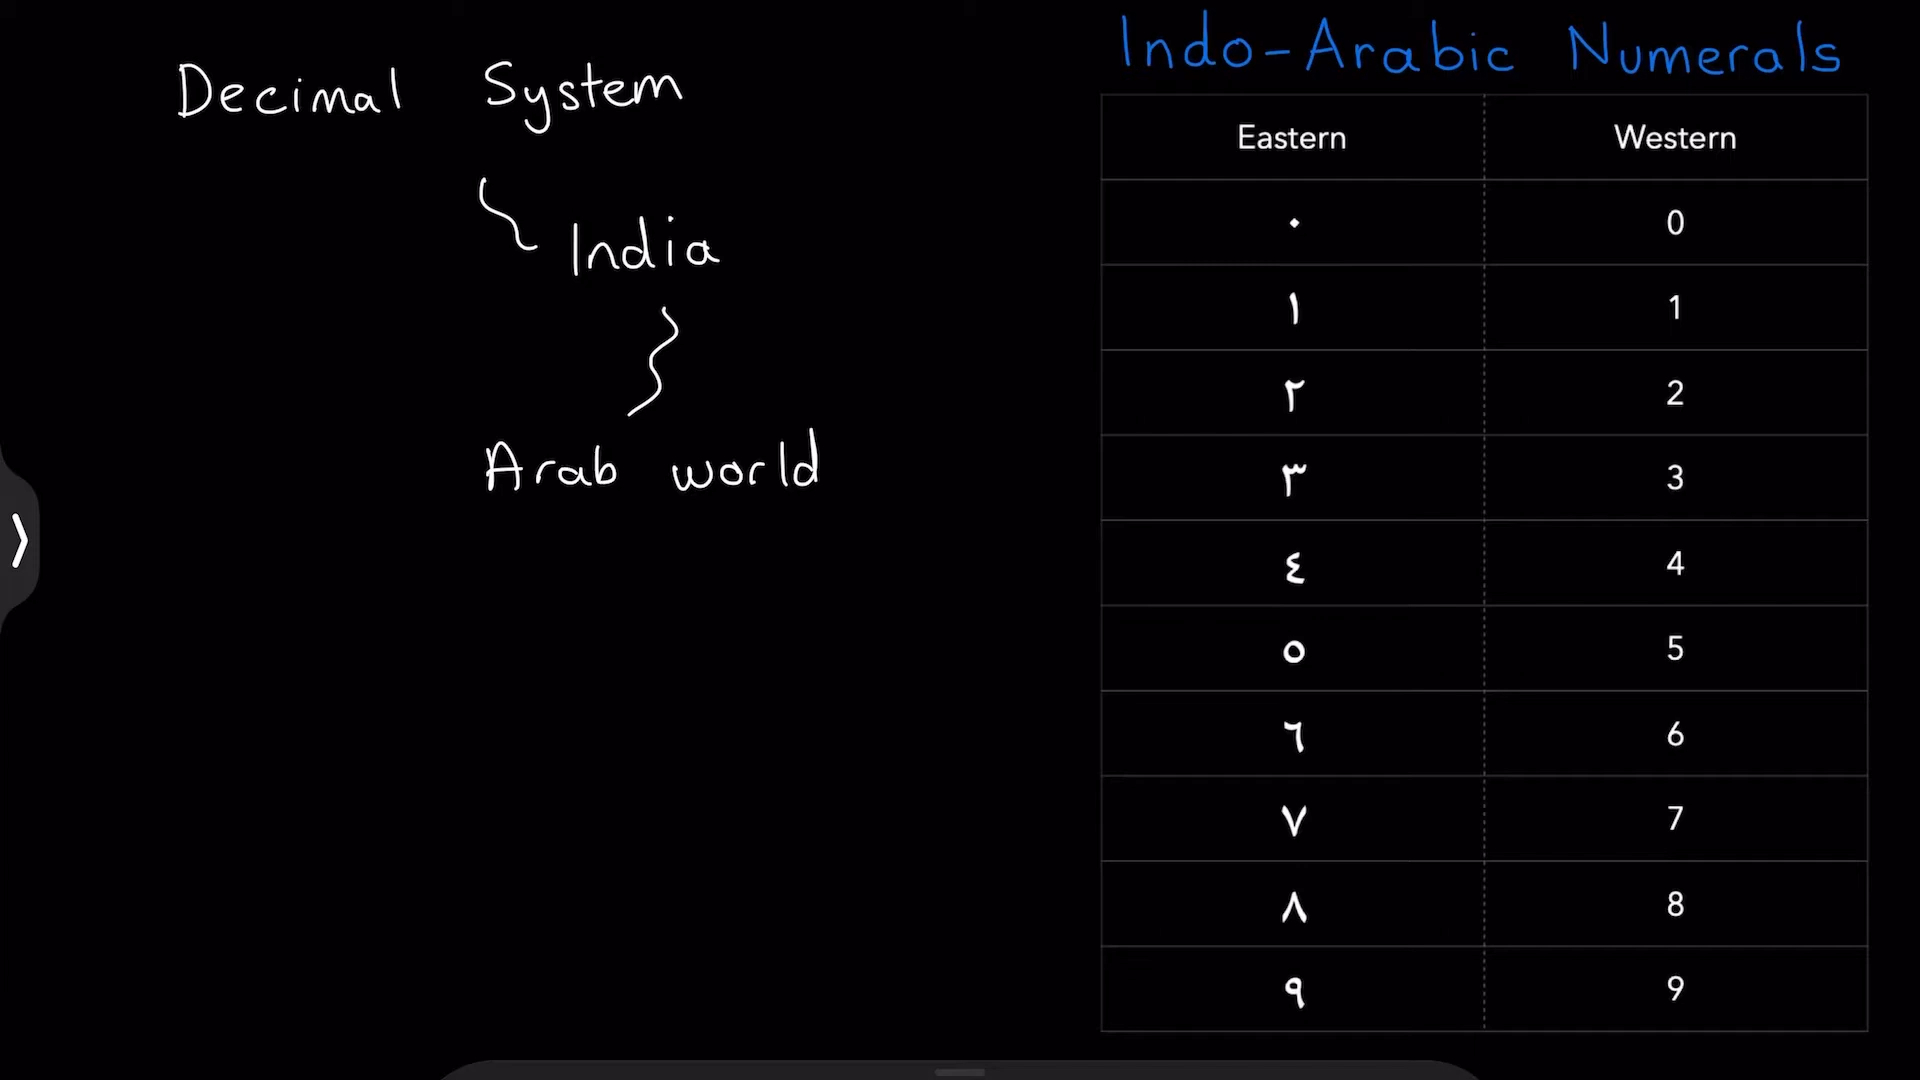 Decimal System
India
Arab world
Indo-Arabic Numerals
Eastern Western
٠ 0
١ 1
٢ 2
٣ 3
٤ 4
٥ 5
٦ 6
٧ 7
٨ 8
٩ 9